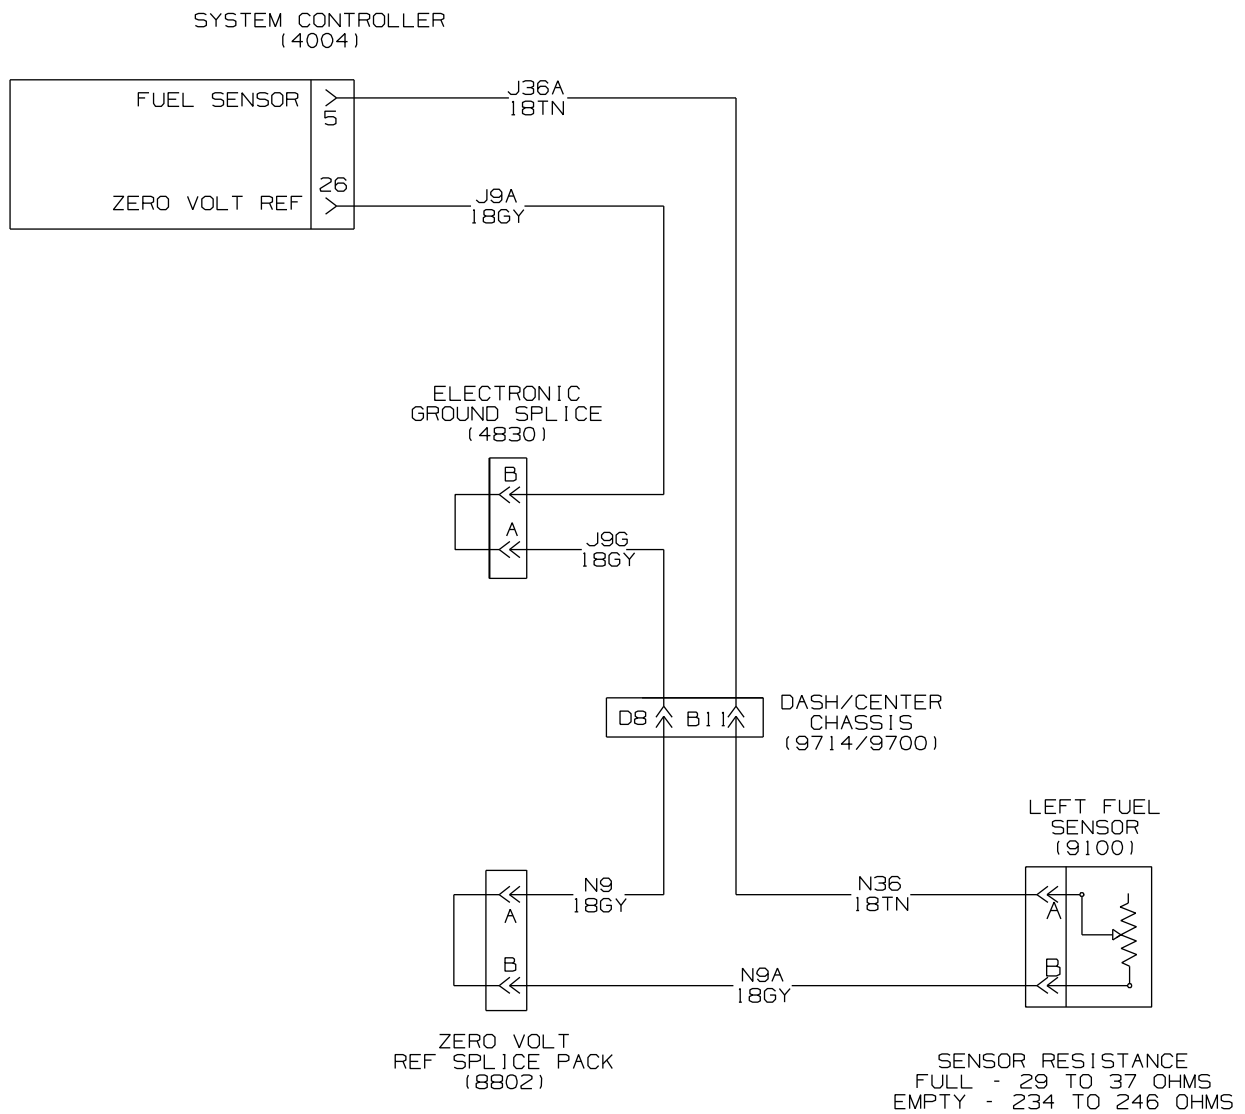 SYSTEM CONTROLLER
(4004)
FUEL SENSOR
5
J36A
18TN
26
ZERO VOLT REF
J9A
18GY
ELECTRONIC
GROUND SPLICE
(4830)
B
A
J9G
18GY
D8
B11
DASH/CENTER
CHASSIS
(9714/9700)
LEFT FUEL
SENSOR
(9100)
N9
18GY
A
N36
18TN
A
B
N9A
18GY
B
ZERO VOLT
REF SPLICE PACK
(8802)
SENSOR RESISTANCE
FULL - 29 TO 37 OHMS
EMPTY - 234 TO 246 OHMS